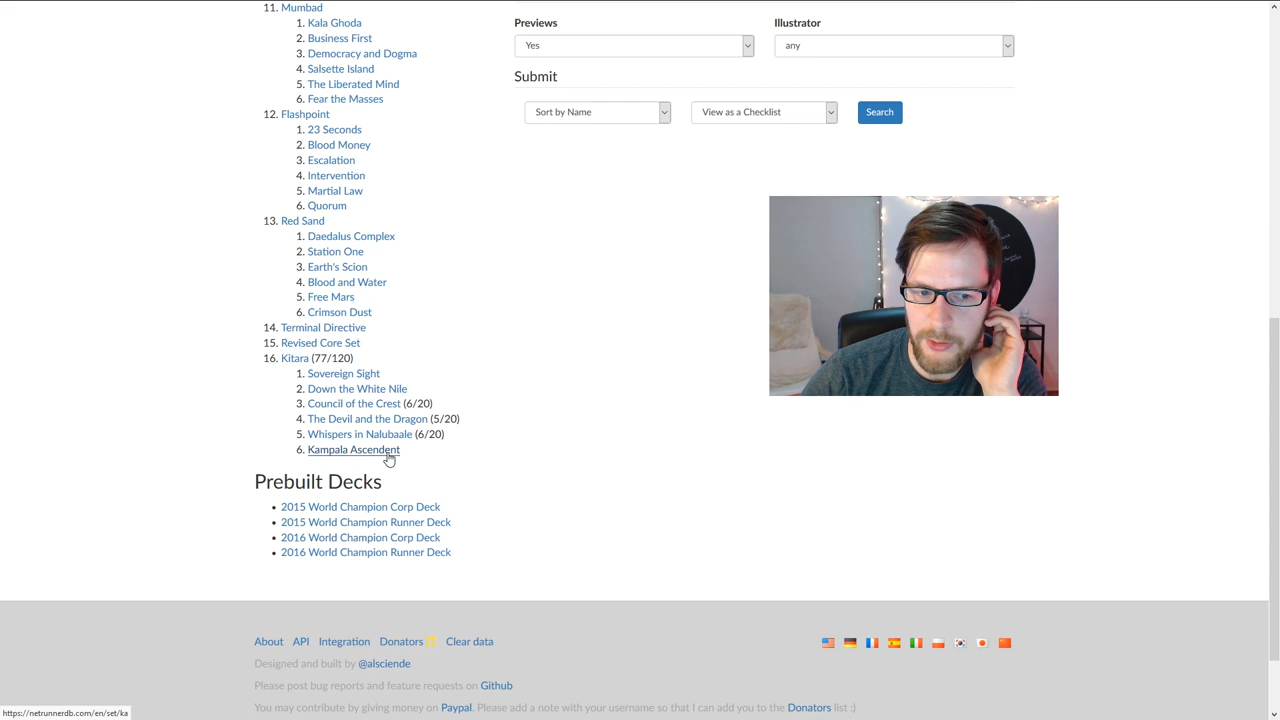 11. Mumbad
1. Kala Ghoda
2. Business First
3. Democracy and Dogma
4. Salsette Island
5. The Liberated Mind
6. Fear the Masses
12. Flashpoint
1. 23 Seconds
2. Blood Money
3. Escalation
4. Intervention
5. Martial Law
6. Quorum
13. Red Sand
1. Daedalus Complex
2. Station One
3. Earth's Scion
4. Blood and Water
5. Free Mars
6. Crimson Dust
14. Terminal Directive
15. Revised Core Set
16. Kitara (77/120)
1. Sovereign Sight
2. Down the White Nile
3. Council of the Crest (6/20)
4. The Devil and the Dragon (5/20)
5. Whispers in Nalubaale (6/20)
6. Kampala Ascendent
Prebuilt Decks
• 2015 World Champion Corp Deck
• 2015 World Champion Runner Deck
• 2016 World Champion Corp Deck
• 2016 World Champion Runner Deck
Previews
Yes
Illustrator
any
Submit
Sort by Name
View as a Checklist
Search
About API Integration Donators Clear data
Designed and built by @alsciende
Please post bug reports and feature requests on Github
You may contribute by giving money on Paypal. Please add a note with your username so that I can add you to the Donators list :)
https://netrunnerdb.com/en/set/ka